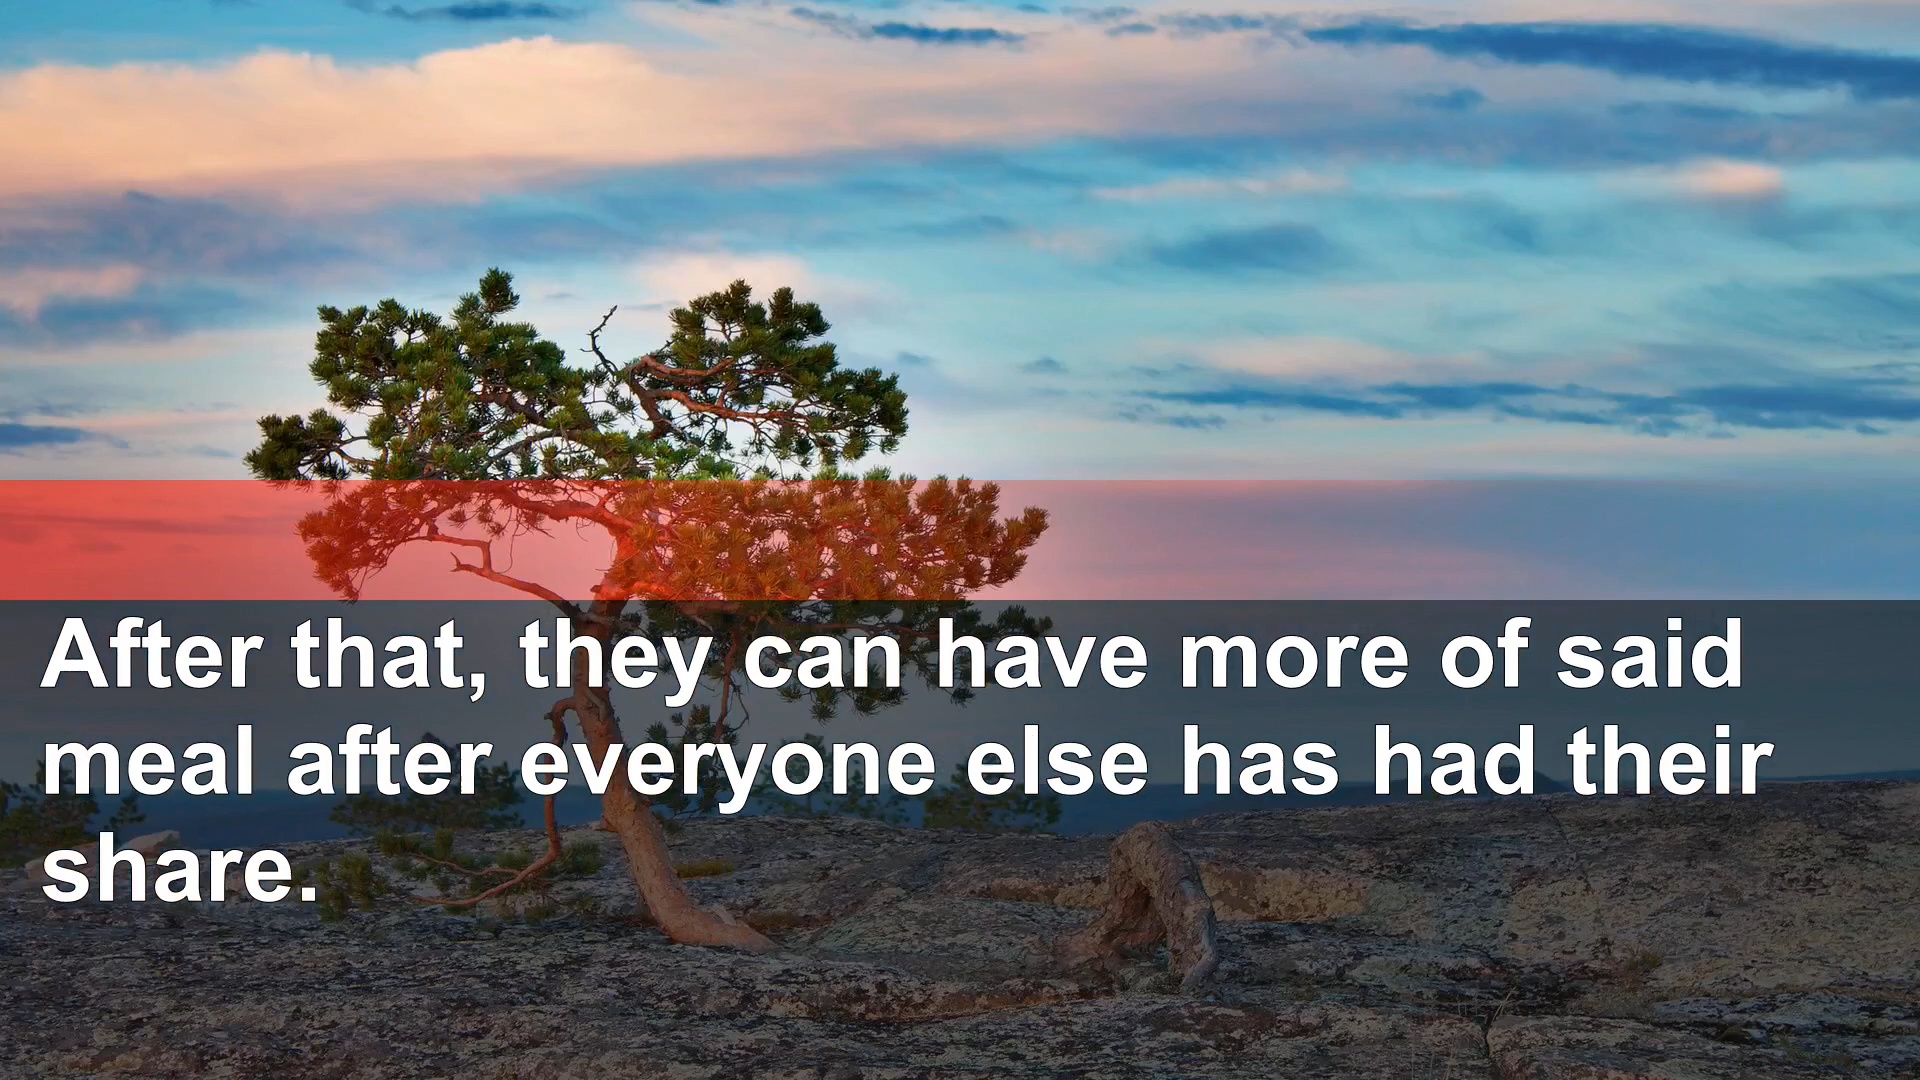 After that, they can have more of said
meal after everyone else has had their
share.